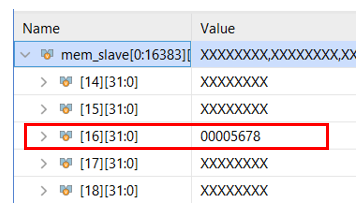 Name Value
mem_slave[0:16383][ XXXXXXXX,XXXXXXXX,XX
[14][31:0] XXXXXXXX
[15][31:0] XXXXXXXX
[16][31:0] 00005678
[17][31:0] XXXXXXXX
[18][31:0] XXXXXXXX